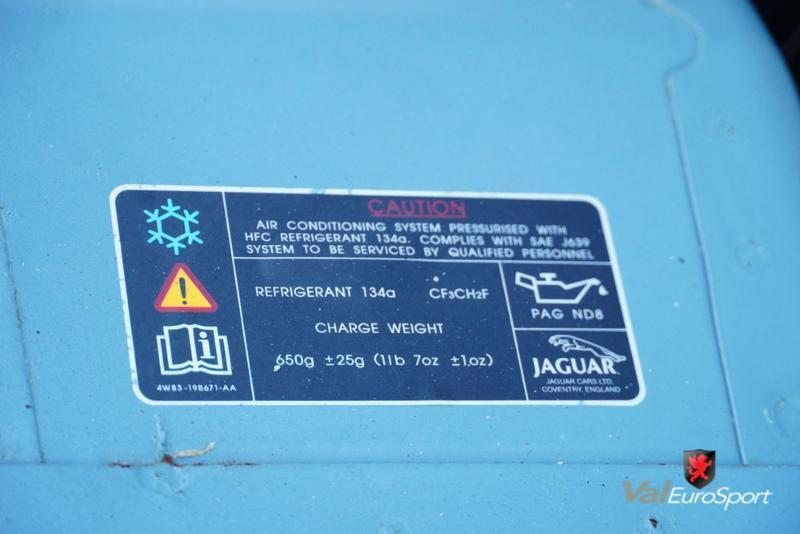 CAUTION
AIR CONDITIONING SYSTEM PRESSURISED WITH
HFC REFRIGERANT 134a. COMPLIES WITH SAE J639
SYSTEM TO BE SERVICED BY QUALIFIED PERSONNEL
REFRIGERANT 134a CF3CH2F
CHARGE WEIGHT
650g ±25g (1lb 7oz ±1oz)
PAG ND8
i
4W83-19B671-AA
JAGUAR
JAGUAR CARS LTD
COVENTRY, ENGLAND
ValEuroSport